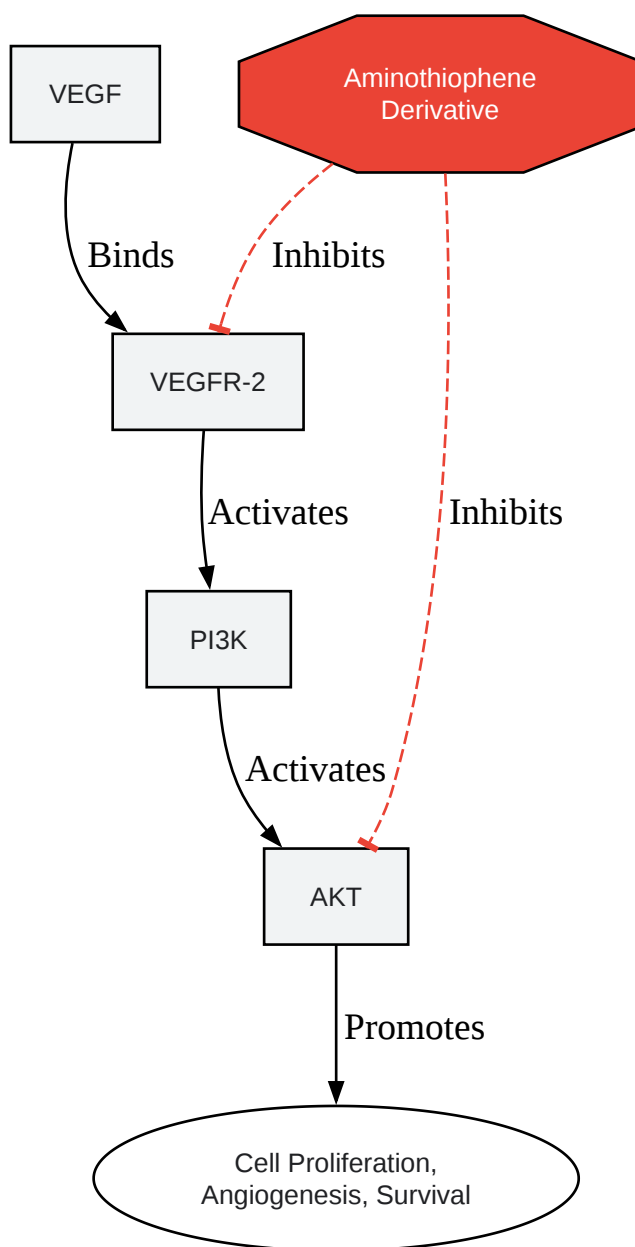 VEGF
Aminothiophene
Derivative
Binds
Inhibits
VEGFR-2
Activates
Inhibits
PI3K
Activates
AKT
Promotes
Cell Proliferation,
Angiogenesis, Survival